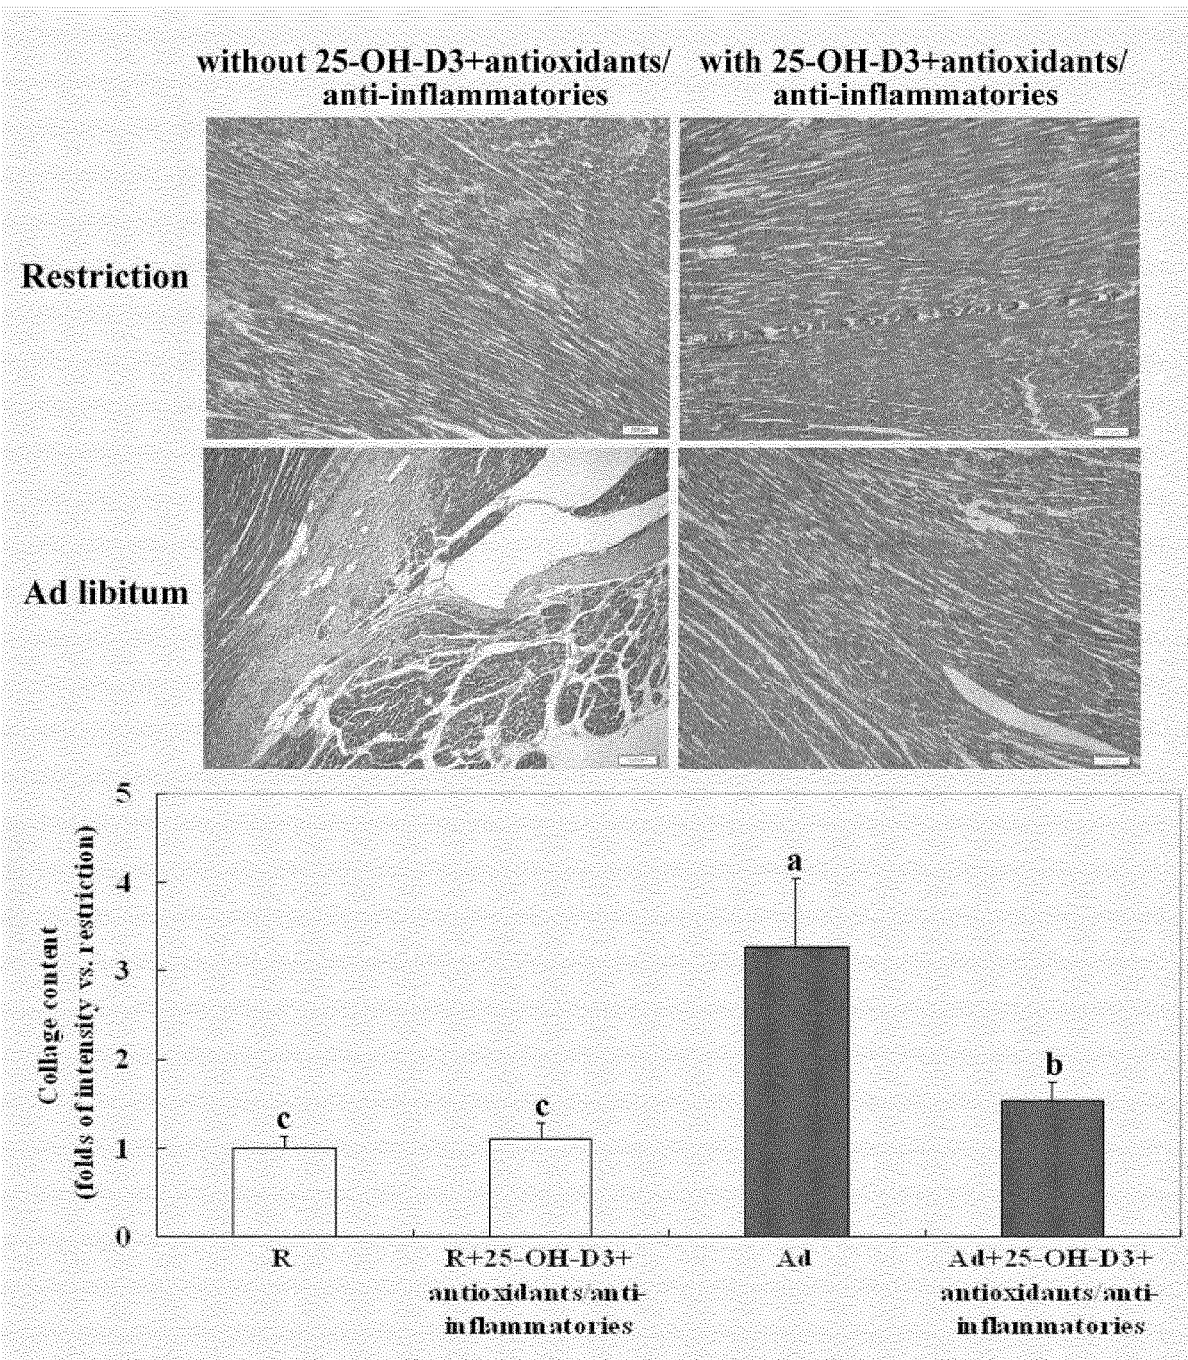 without 25-OH-D3+antioxidants/
anti-inflammatories
with 25-OH-D3+antioxidants/
anti-inflammatories
Restriction
Ad libitum
5
4
3
2
1
0
Collage content
(folds of intensity vs. restriction)
c
c
a
b
R
R+25-OH-D3+
antioxidants/anti-
inflammatories
Ad
Ad+25-OH-D3+
antioxidants/anti-
inflammatories